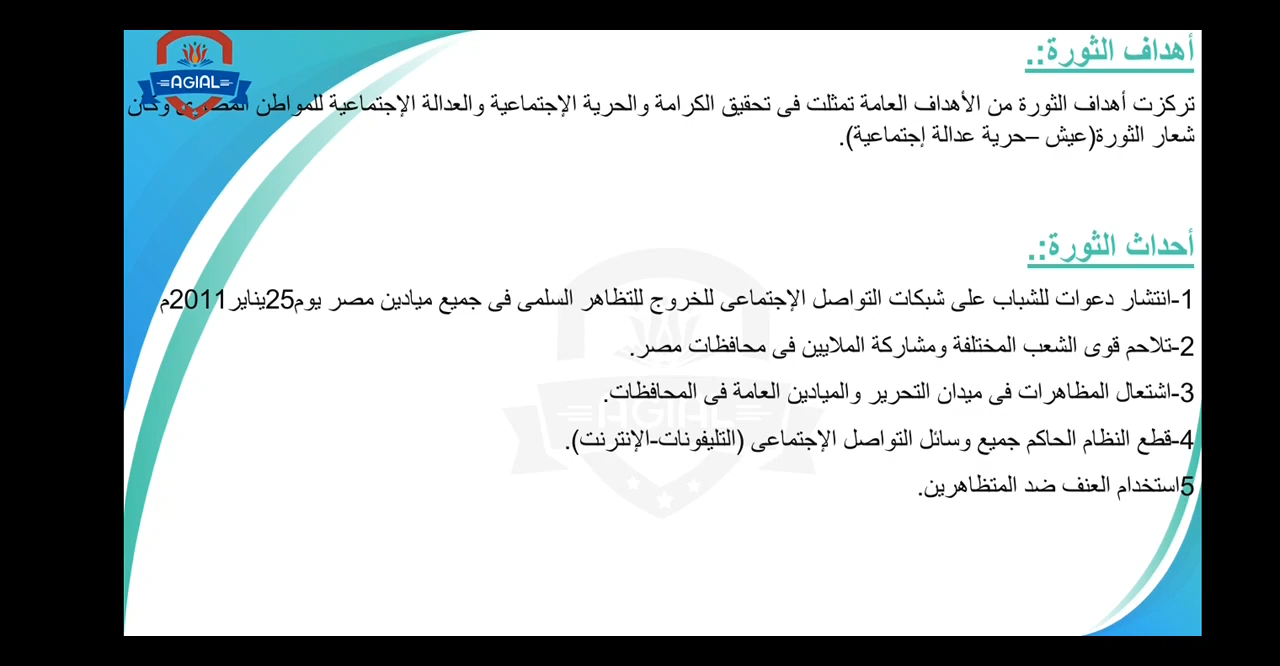 AGIAL
أهداف الثورة:.
تركزت أهداف الثورة من الأهداف العامة تمثلت فى تحقيق الكرامة والحرية الإجتماعية والعدالة الإجتماعية للمواطن المصرى وكان
شعار الثورة(عيش –حرية عدالة إجتماعية).
أحداث الثورة:.
1-انتشار دعوات للشباب على شبكات التواصل الإجتماعى للخروج للتظاهر السلمى فى جميع ميادين مصر يوم25يناير2011م
2-تلاحم قوى الشعب المختلفة ومشاركة الملايين فى محافظات مصر.
3-اشتعال المظاهرات فى ميدان التحرير والميادين العامة فى المحافظات.
4-قطع النظام الحاكم جميع وسائل التواصل الإجتماعى (التليفونات-الإنترنت).
5استخدام العنف ضد المتظاهرين.
AGIAL